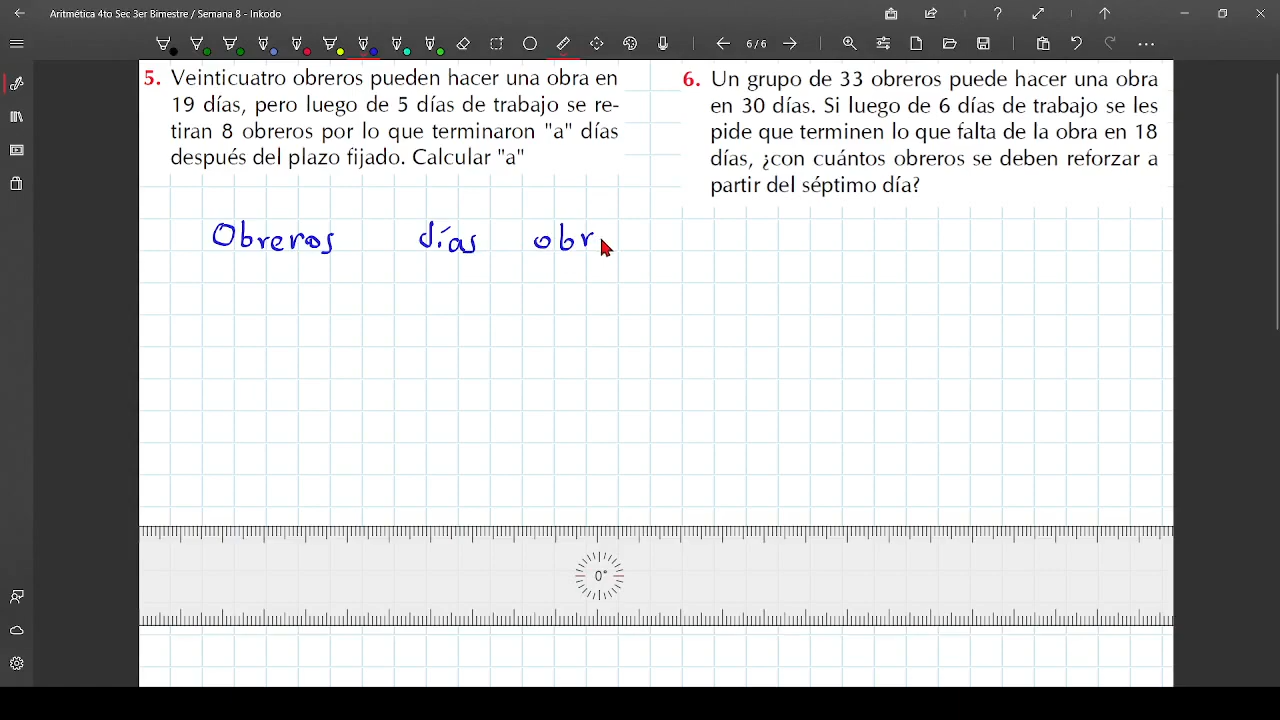 Aritmética 4to Sec 3er Bimestre / Semana 8 - Inkodo
6/6
5. Veinticuatro obreros pueden hacer una obra en
19 días, pero luego de 5 días de trabajo se re-
tiran 8 obreros por lo que terminaron "a" días
después del plazo fijado. Calcular "a"
6. Un grupo de 33 obreros puede hacer una obra
en 30 días. Si luego de 6 días de trabajo se les
pide que terminen lo que falta de la obra en 18
días, ¿con cuántos obreros se deben reforzar a
partir del séptimo día?
Obreros días obr
0°